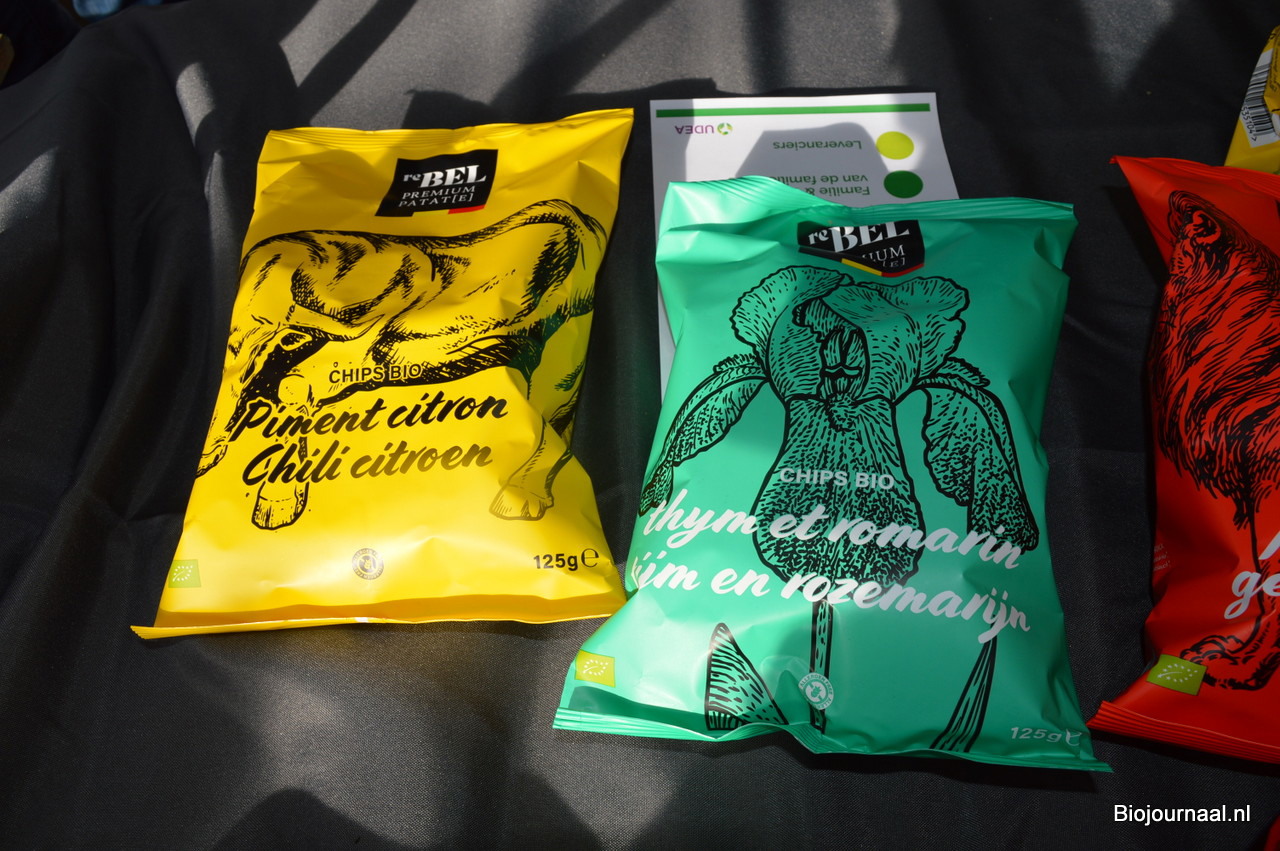 reBEL
PREMIUM
PATAT[E]
CHIPS BIO
Piment citron
Chili citroen
125g e
UDEA
Leveranciers
Familie &
van de
reBEL
CHIPS BIO
thym et romarin
en rozemarijn
125g e
Biojournaal.nl